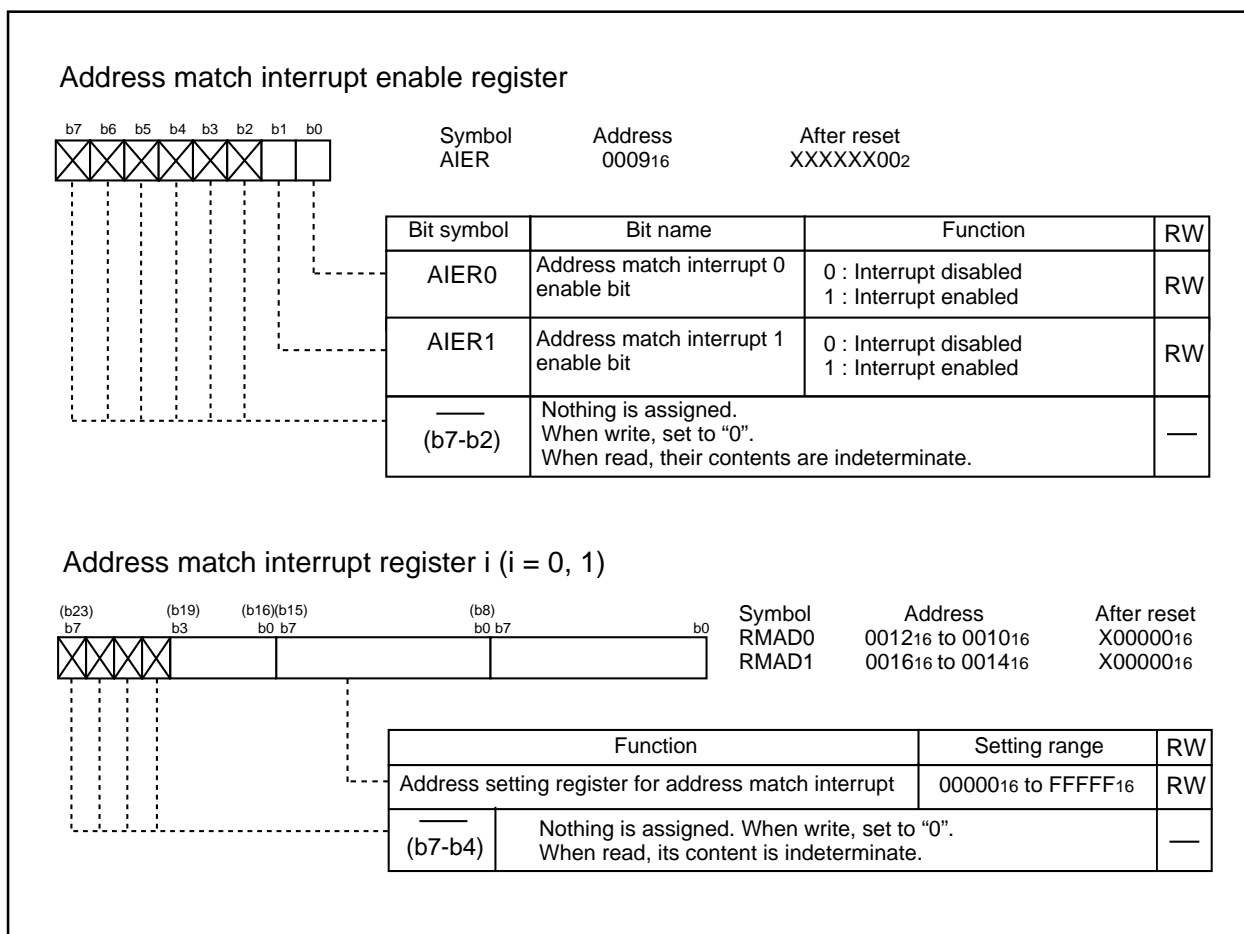 Address match interrupt enable register
b7 b6 b5 b4 b3 b2 b1 b0
Symbol Address After reset
AIER 000916 XXXXXX002
Bit symbol Bit name Function RW
AIER0 Address match interrupt 0 enable bit 0 : Interrupt disabled 1 : Interrupt enabled RW
AIER1 Address match interrupt 1 enable bit 0 : Interrupt disabled 1 : Interrupt enabled RW
(b7-b2) Nothing is assigned.
When write, set to “0”.
When read, their contents are indeterminate. —
Address match interrupt register i (i = 0, 1)
(b23) (b19) (b16)(b15) (b8)
b7 b3 b0 b7 b0 b7 b0
Symbol Address After reset
RMAD0 001216 to 001016 X0000016
RMAD1 001616 to 001416 X0000016
Function Setting range RW
Address setting register for address match interrupt 0000016 to FFFFF16 RW
(b7-b4) Nothing is assigned. When write, set to “0”.
When read, its content is indeterminate. —